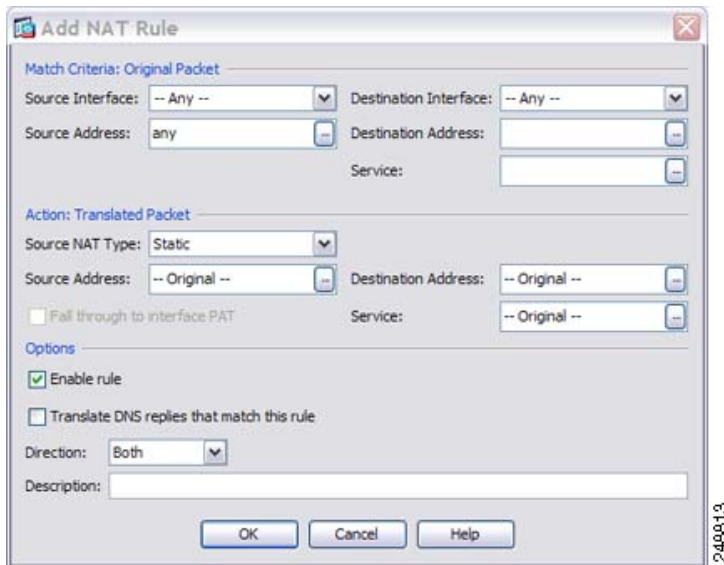 Add NAT Rule
Match Criteria: Original Packet
Source Interface: -- Any -- Destination Interface: -- Any --
Source Address: any ... Destination Address: ...
Service: ...
Action: Translated Packet
Source NAT Type: Static
Source Address: -- Original -- ... Destination Address: -- Original -- ...
Fall through to interface PAT Service: -- Original -- ...
Options
Enable rule
Translate DNS replies that match this rule
Direction: Both
Description:
OK Cancel Help
248813